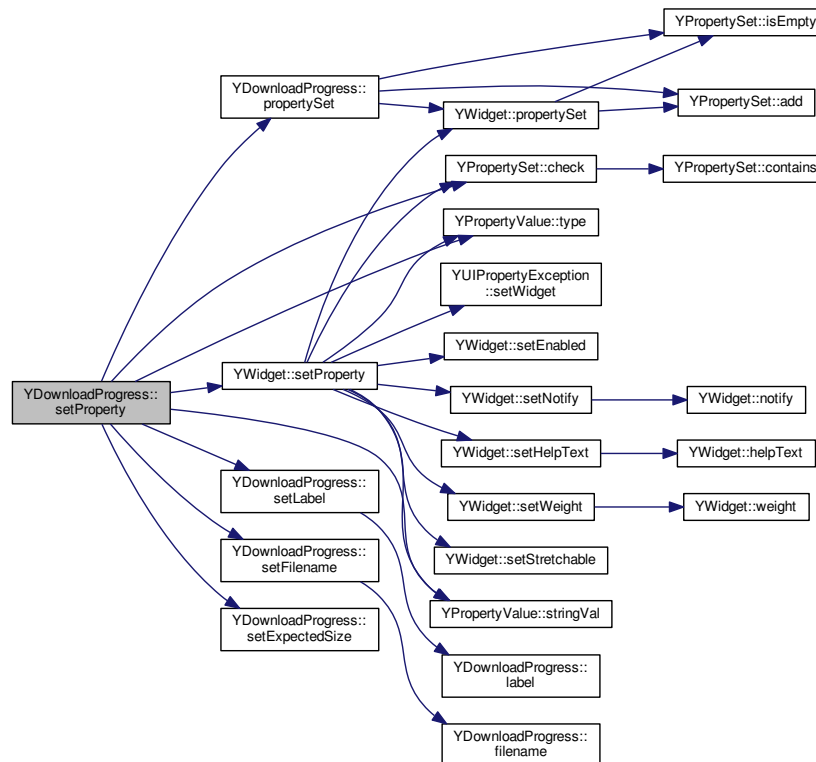 YPropertySet::isEmpty
YDownloadProgress::
propertySet
YPropertySet::add
YWidget::propertySet
YPropertySet::check
YPropertySet::contains
YPropertyValue::type
YUIPropertyException
::setWidget
YWidget::setEnabled
YWidget::setProperty
YDownloadProgress::
setProperty
YWidget::setNotify
YWidget::notify
YWidget::setHelpText
YWidget::helpText
YDownloadProgress::
setLabel
YWidget::setWeight
YWidget::weight
YDownloadProgress::
setFilename
YWidget::setStretchable
YPropertyValue::stringVal
YDownloadProgress::
setExpectedSize
YDownloadProgress::
label
YDownloadProgress::
filename